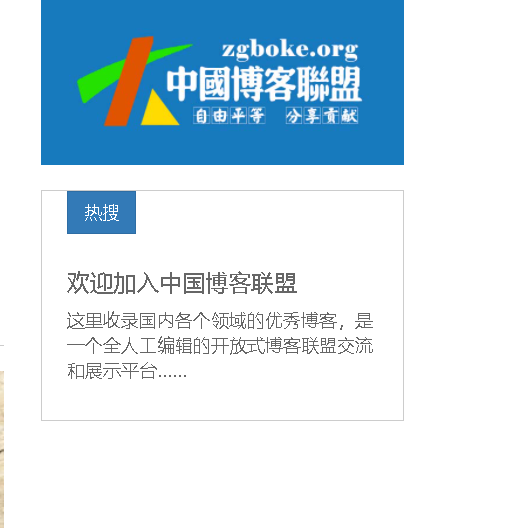 zgboke.org
中國博客聯盟
自由平等 分享贡献
热搜
欢迎加入中国博客联盟
这里收录国内各个领域的优秀博客，是
一个全人工编辑的开放式博客联盟交流
和展示平台......